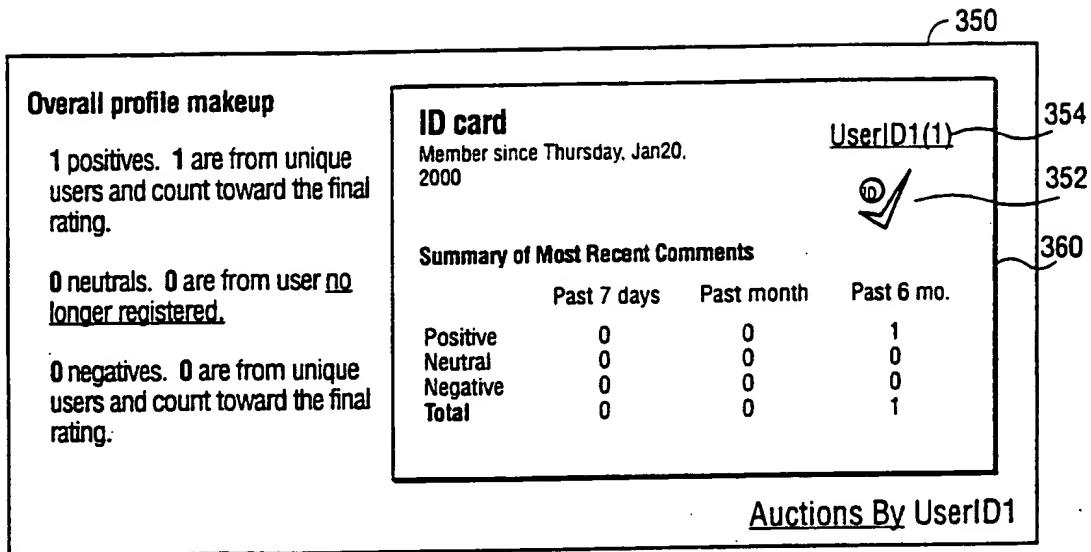 350
Overall profile makeup
1 positives. 1 are from unique
users and count toward the final
rating.
0 neutrals. 0 are from user no
longer registered.
0 negatives. 0 are from unique
users and count toward the final
rating.
ID card
Member since Thursday, Jan20,
2000
UserID1(1)
354
ID
352
360
Summary of Most Recent Comments
Past 7 days Past month Past 6 mo.
Positive 0 0 1
Neutral 0 0 0
Negative 0 0 0
Total 0 0 1
Auctions By UserID1